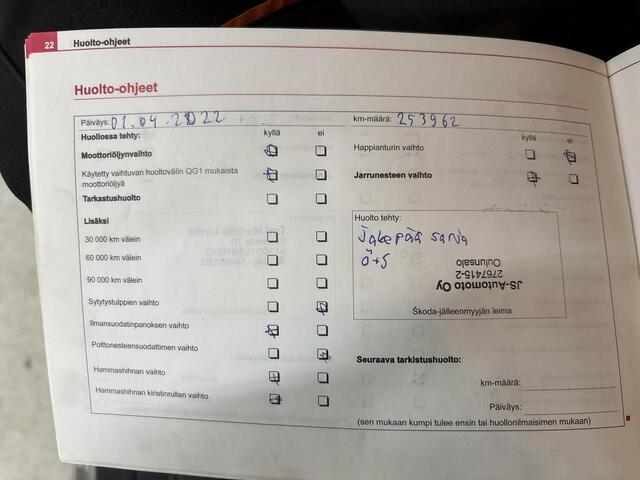 22 Huolto-ohjeet
Huolto-ohjeet
Päiväys: 01.04.2022 km-määrä: 253962
Huollossa tehty: kyllä ei
Moottoriöljynvaihto
Käytetty vaihtuvan huoltovälin QG1 mukaista
moottoriöljyä
Tarkastushuolto
Lisäksi
30 000 km välein
60 000 km välein
90 000 km välein
Sytytystulppien vaihto
Ilmansuodatinpanoksen vaihto
Polttonesteensuodattimen vaihto
Hammashihnan vaihto
Hammashihnan kiristinrullan vaihto
kyllä ei
Happianturin vaihto
Jarrunesteen vaihto
Huolto tehty:
Jakopää sarja
ö+S
JS-Automoto Oy
2767415-2
Oulunsalo
Škoda-jälleenmyyjän leima
Seuraava tarkistushuolto:
km-määrä:
Päiväys:
(sen mukaan kumpi tulee ensin tai huollonilmaisimen mukaan)